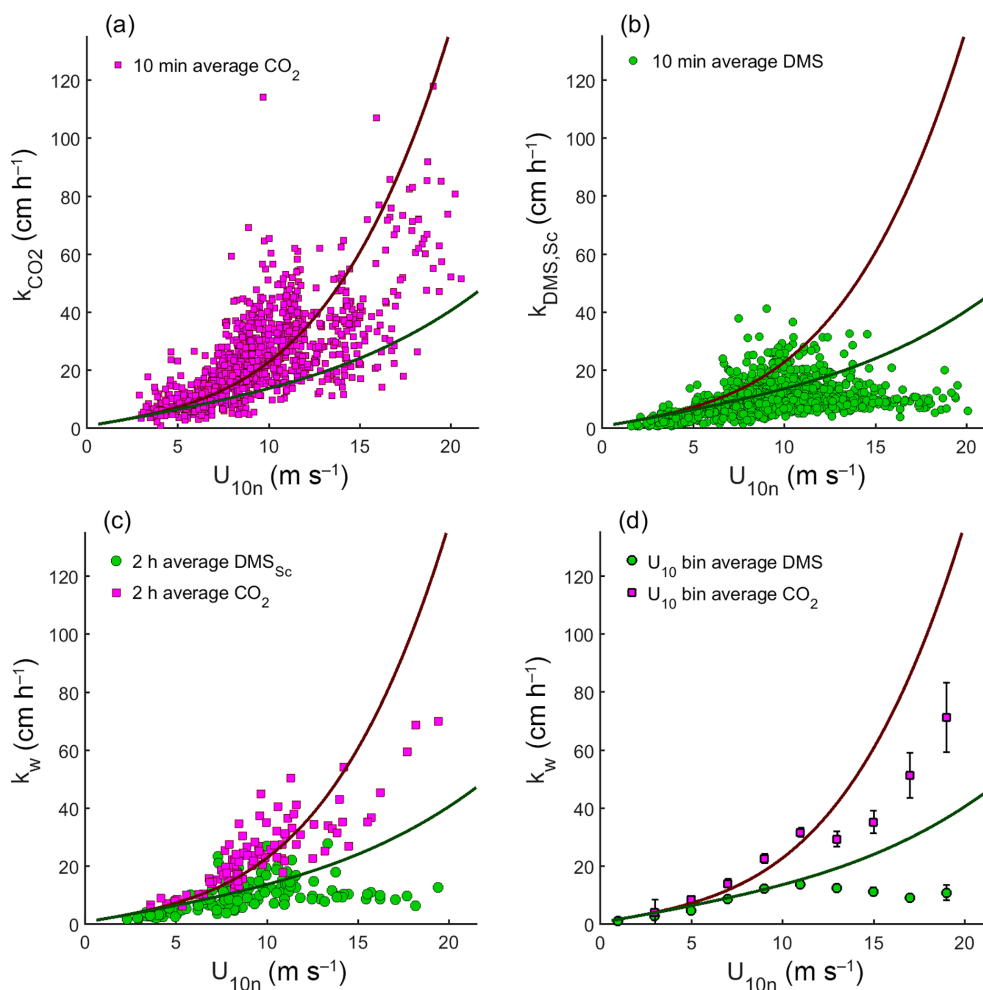 (a)
10 min average CO2
kCO2 (cm h−1)
120
100
80
60
40
20
0
0 5 10 15 20
U10n (m s−1)
(b)
10 min average DMS
kDMS,Sc (cm h−1)
120
100
80
60
40
20
0
0 5 10 15 20
U10n (m s−1)
(c)
2 h average DMSSc
2 h average CO2
kw (cm h−1)
120
100
80
60
40
20
0
0 5 10 15 20
U10n (m s−1)
(d)
U10 bin average DMS
U10 bin average CO2
kw (cm h−1)
120
100
80
60
40
20
0
0 5 10 15 20
U10n (m s−1)